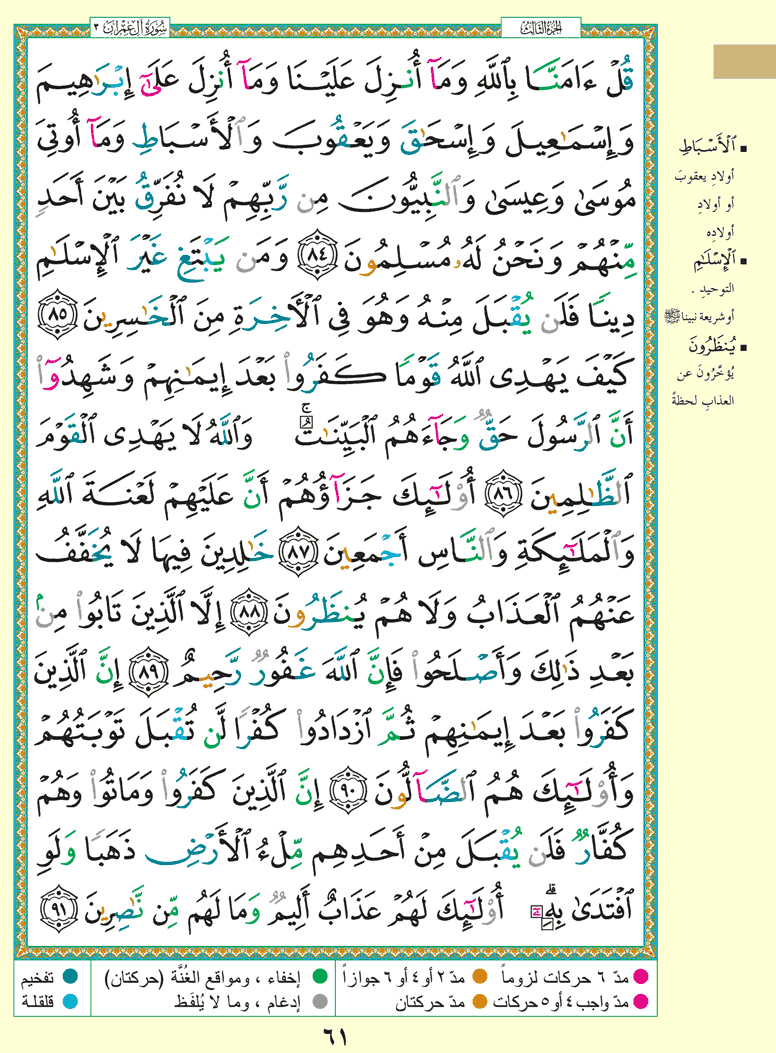 الجزء الثالث
سورة آل عمران ٣
قُلْ ءَامَنَّا بِٱللَّهِ وَمَآ أُنزِلَ عَلَيْنَا وَمَآ أُنزِلَ عَلَىٰٓ إِبْرَٰهِيمَ
وَإِسْمَـٰعِيلَ وَإِسْحَـٰقَ وَيَعْقُوبَ وَٱلْأَسْبَاطِ وَمَآ أُوتِيَ
مُوسَىٰ وَعِيسَىٰ وَٱلنَّبِيُّونَ مِن رَّبِّهِمْ لَا نُفَرِّقُ بَيْنَ أَحَدٍ
مِّنْهُمْ وَنَحْنُ لَهُۥ مُسْلِمُونَ ٨٤ وَمَن يَبْتَغِ غَيْرَ ٱلْإِسْلَـٰمِ
دِينًا فَلَن يُقْبَلَ مِنْهُ وَهُوَ فِى ٱلْأَخِرَةِ مِنَ ٱلْخَـٰسِرِينَ ٨٥
كَيْفَ يَهْدِى ٱللَّهُ قَوْمًا كَفَرُوا۟ بَعْدَ إِيمَـٰنِهِمْ وَشَهِدُوٓا۟
أَنَّ ٱلرَّسُولَ حَقٌّ وَجَآءَهُمُ ٱلْبَيِّنَـٰتُ ۚ وَٱللَّهُ لَا يَهْدِى ٱلْقَوْمَ
ٱلظَّـٰلِمِينَ ٨٦ أُو۟لَـٰٓئِكَ جَزَآؤُهُمْ أَنَّ عَلَيْهِمْ لَعْنَةَ ٱللَّهِ
وَٱلْمَلَـٰٓئِكَةِ وَٱلنَّاسِ أَجْمَعِينَ ٨٧ خَـٰلِدِينَ فِيهَا لَا يُخَفَّفُ
عَنْهُمُ ٱلْعَذَابُ وَلَا هُمْ يُنظَرُونَ ٨٨ إِلَّا ٱلَّذِينَ تَابُوا۟ مِنۢ
بَعْدِ ذَٰلِكَ وَأَصْلَحُوا۟ فَإِنَّ ٱللَّهَ غَفُورٌ رَّحِيمٌ ٨٩ إِنَّ ٱلَّذِينَ
كَفَرُوا۟ بَعْدَ إِيمَـٰنِهِمْ ثُمَّ ٱزْدَادُوا۟ كُفْرًا لَّن تُقْبَلَ تَوْبَتُهُمْ
وَأُو۟لَـٰٓئِكَ هُمُ ٱلضَّآلُّونَ ٩٠ إِنَّ ٱلَّذِينَ كَفَرُوا۟ وَمَاتُوا۟ وَهُمْ
كُفَّارٌ فَلَن يُقْبَلَ مِنْ أَحَدِهِم مِّلْءُ ٱلْأَرْضِ ذَهَبًا وَلَوِ
ٱفْتَدَىٰ بِهِۦٓ ۗ أُو۟لَـٰٓئِكَ لَهُمْ عَذَابٌ أَلِيمٌ وَمَا لَهُم مِّن نَّـٰصِرِينَ ٩١
ٱلْأَسْبَاطِ
أولادِ يعقوبَ
أو أولادِ
أولادِه
ٱلْإِسْلَـٰمِ
التوحيدِ .
أو شريعة نبينا ﷺ
يُنظَرُونَ
يُؤخّرُونَ عن
العذابِ لحظةً
مدّ ٦ حركات لزوماً
مدّ ٢ أو ٤ أو ٦ جوازاً
إخفاء ، ومواقع الغُنَّة (حركتان)
تفخيم
مدّ واجب ٤ أو ٥ حركات
مدّ حركتان
إدغام ، وما لا يُلفَظ
قلقلة
٦١